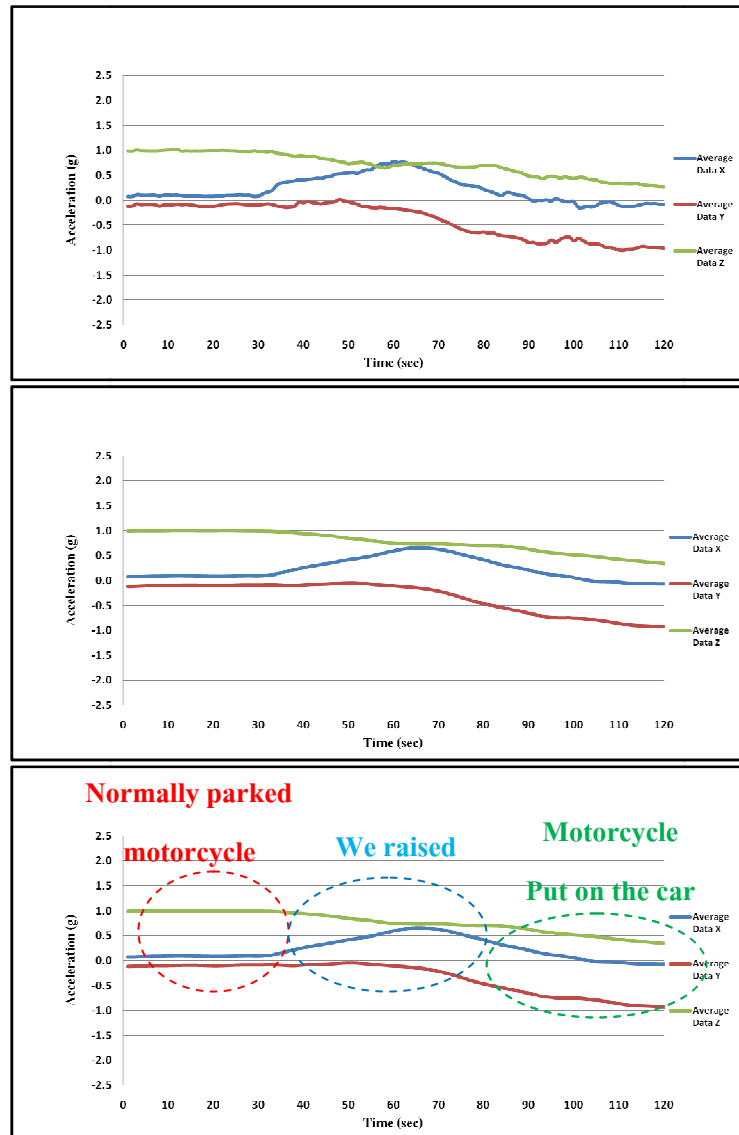 2.5
2.0
1.5
1.0
0.5
0.0
-0.5
-1.0
-1.5
-2.0
-2.5
Acceleration (g)
Average
Data X
Average
Data Y
Average
Data Z
0 10 20 30 40 50 60 70 80 90 100 110 120
Time (sec)
2.5
2.0
1.5
1.0
0.5
0.0
-0.5
-1.0
-1.5
-2.0
-2.5
Acceleration (g)
Average
Data X
Average
Data Y
Average
Data Z
0 10 20 30 40 50 60 70 80 90 100 110 120
Time (sec)
Normally parked
motorcycle
We raised
Motorcycle
Put on the car
2.5
2.0
1.5
1.0
0.5
0.0
-0.5
-1.0
-1.5
-2.0
-2.5
Acceleration (g)
Average
Data X
Average
Data Y
Average
Data Z
0 10 20 30 40 50 60 70 80 90 100 110 120
Time (sec)